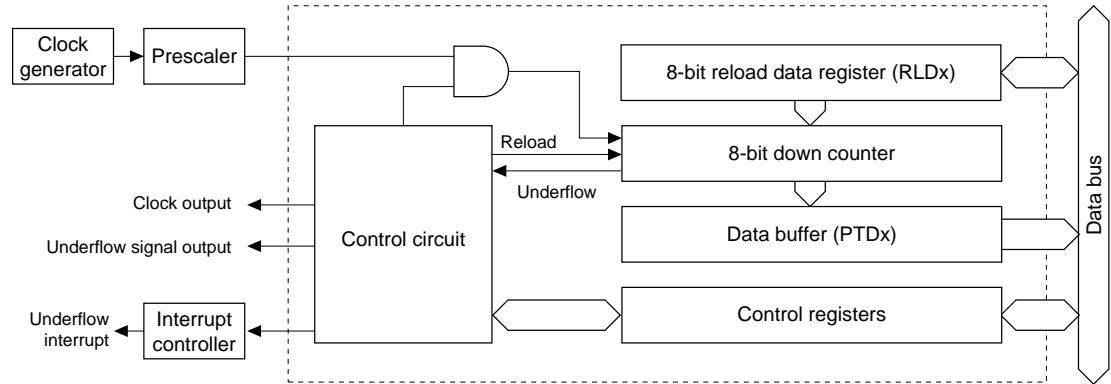 Clock
generator
Prescaler
8-bit reload data register (RLDx)
Reload
8-bit down counter
Underflow
Clock output
Underflow signal output
Control circuit
Data buffer (PTDx)
Data bus
Underflow
interrupt
Interrupt
controller
Control registers